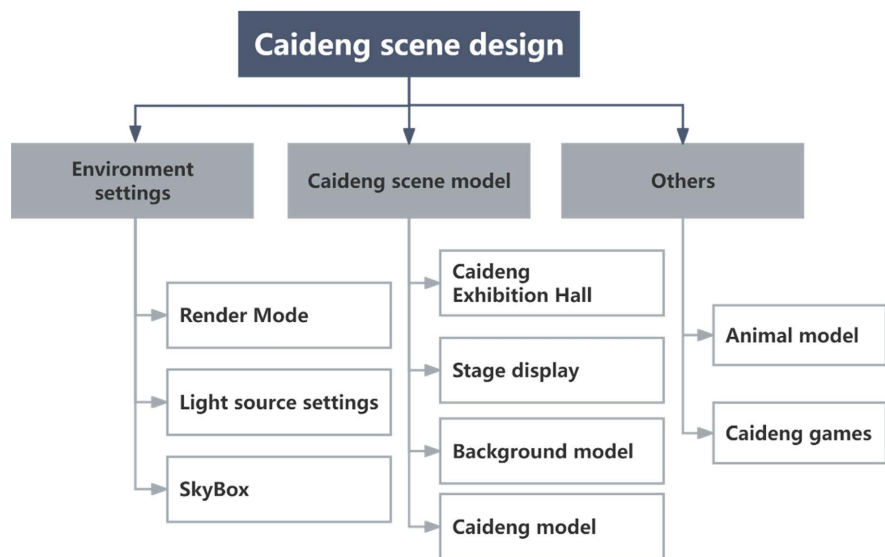 Caideng scene design
Environment
settings
Caideng scene model
Others
Render Mode
Light source settings
SkyBox
Caideng
Exhibition Hall
Stage display
Background model
Caideng model
Animal model
Caideng games